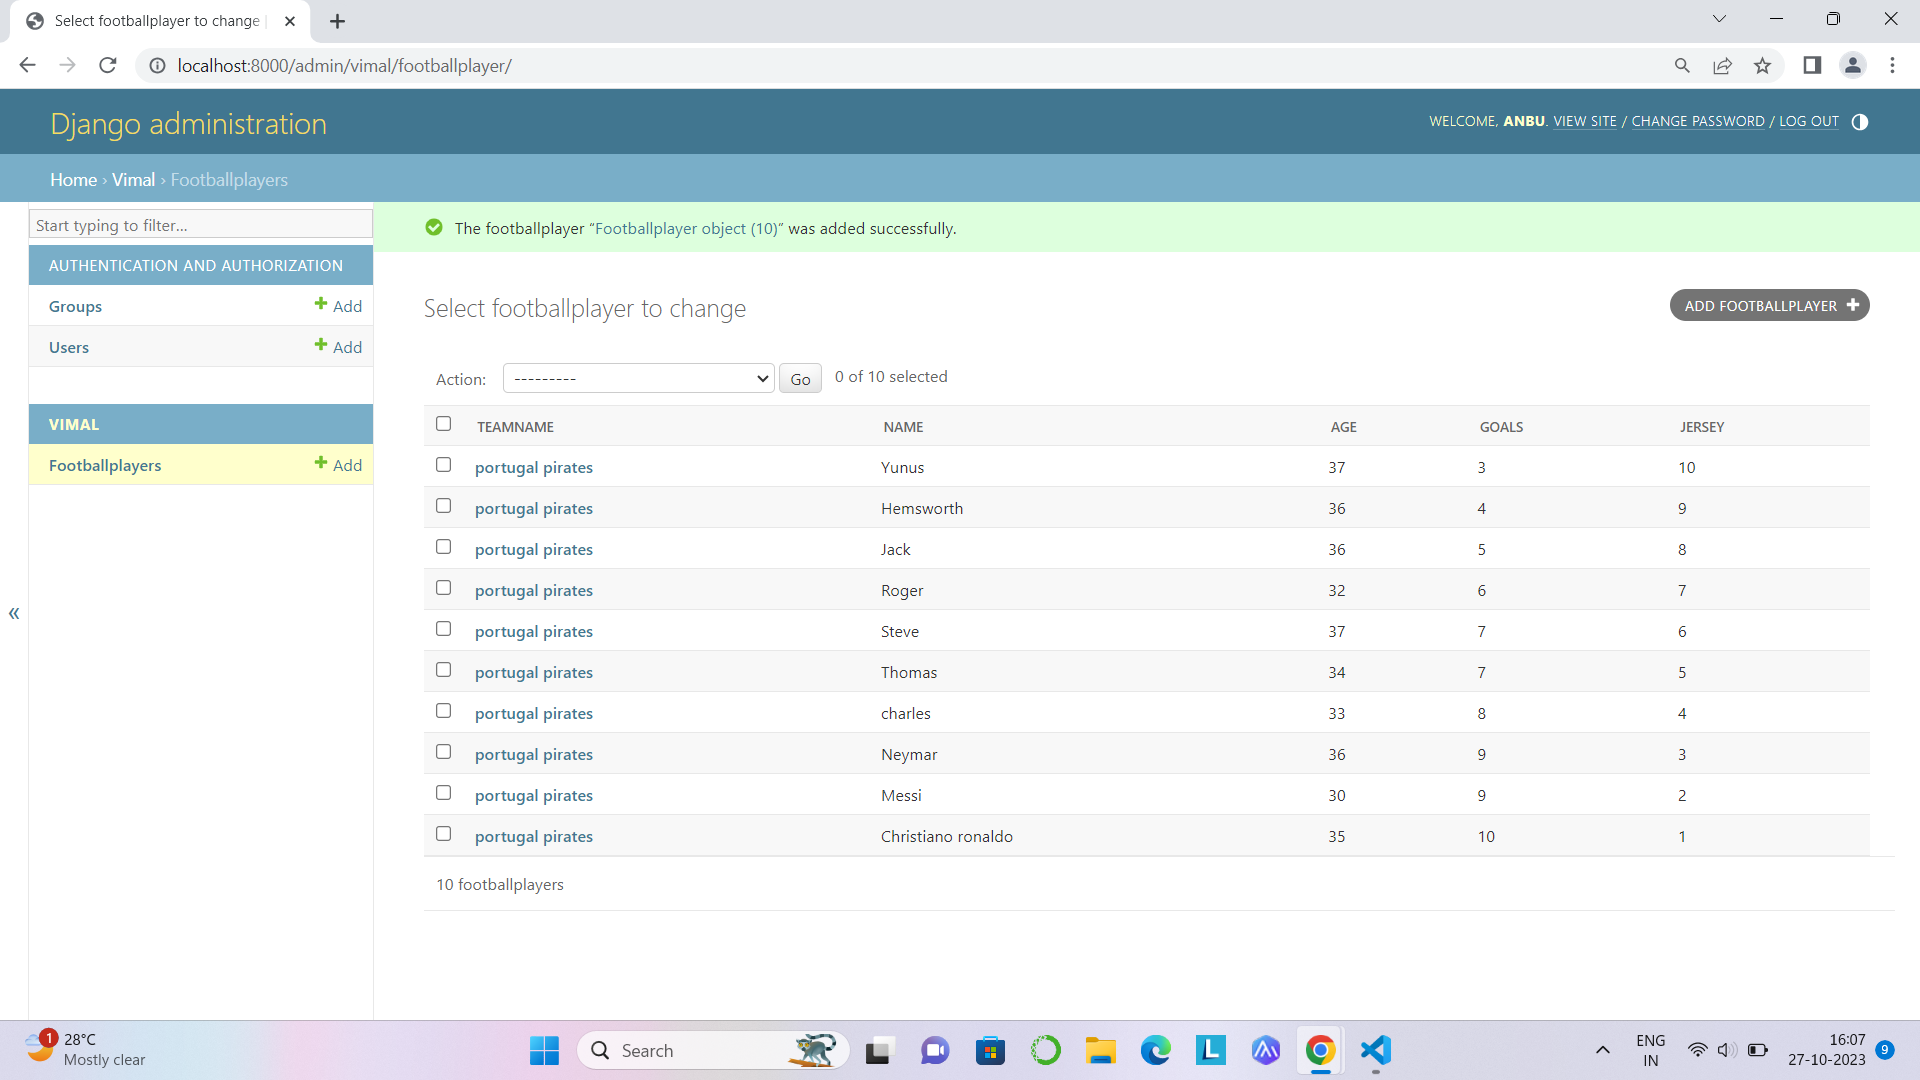 Select footballplayer to change
localhost:8000/admin/vimal/footballplayer/
Django administration
WELCOME, ANBU. VIEW SITE / CHANGE PASSWORD / LOG OUT
Home › Vimal › Footballplayers
Start typing to filter...
The footballplayer “Footballplayer object (10)” was added successfully.
AUTHENTICATION AND AUTHORIZATION
Groups Add
Users Add
VIMAL
Footballplayers Add
«
Select footballplayer to change
ADD FOOTBALLPLAYER
Action: --------- Go 0 of 10 selected
TEAMNAME NAME AGE GOALS JERSEY
portugal pirates Yunus 37 3 10
portugal pirates Hemsworth 36 4 9
portugal pirates Jack 36 5 8
portugal pirates Roger 32 6 7
portugal pirates Steve 37 7 6
portugal pirates Thomas 34 7 5
portugal pirates charles 33 8 4
portugal pirates Neymar 36 9 3
portugal pirates Messi 30 9 2
portugal pirates Christiano ronaldo 35 10 1
10 footballplayers
1
28°C
Mostly clear
Search
L
ENG
IN
16:07
27-10-2023
9